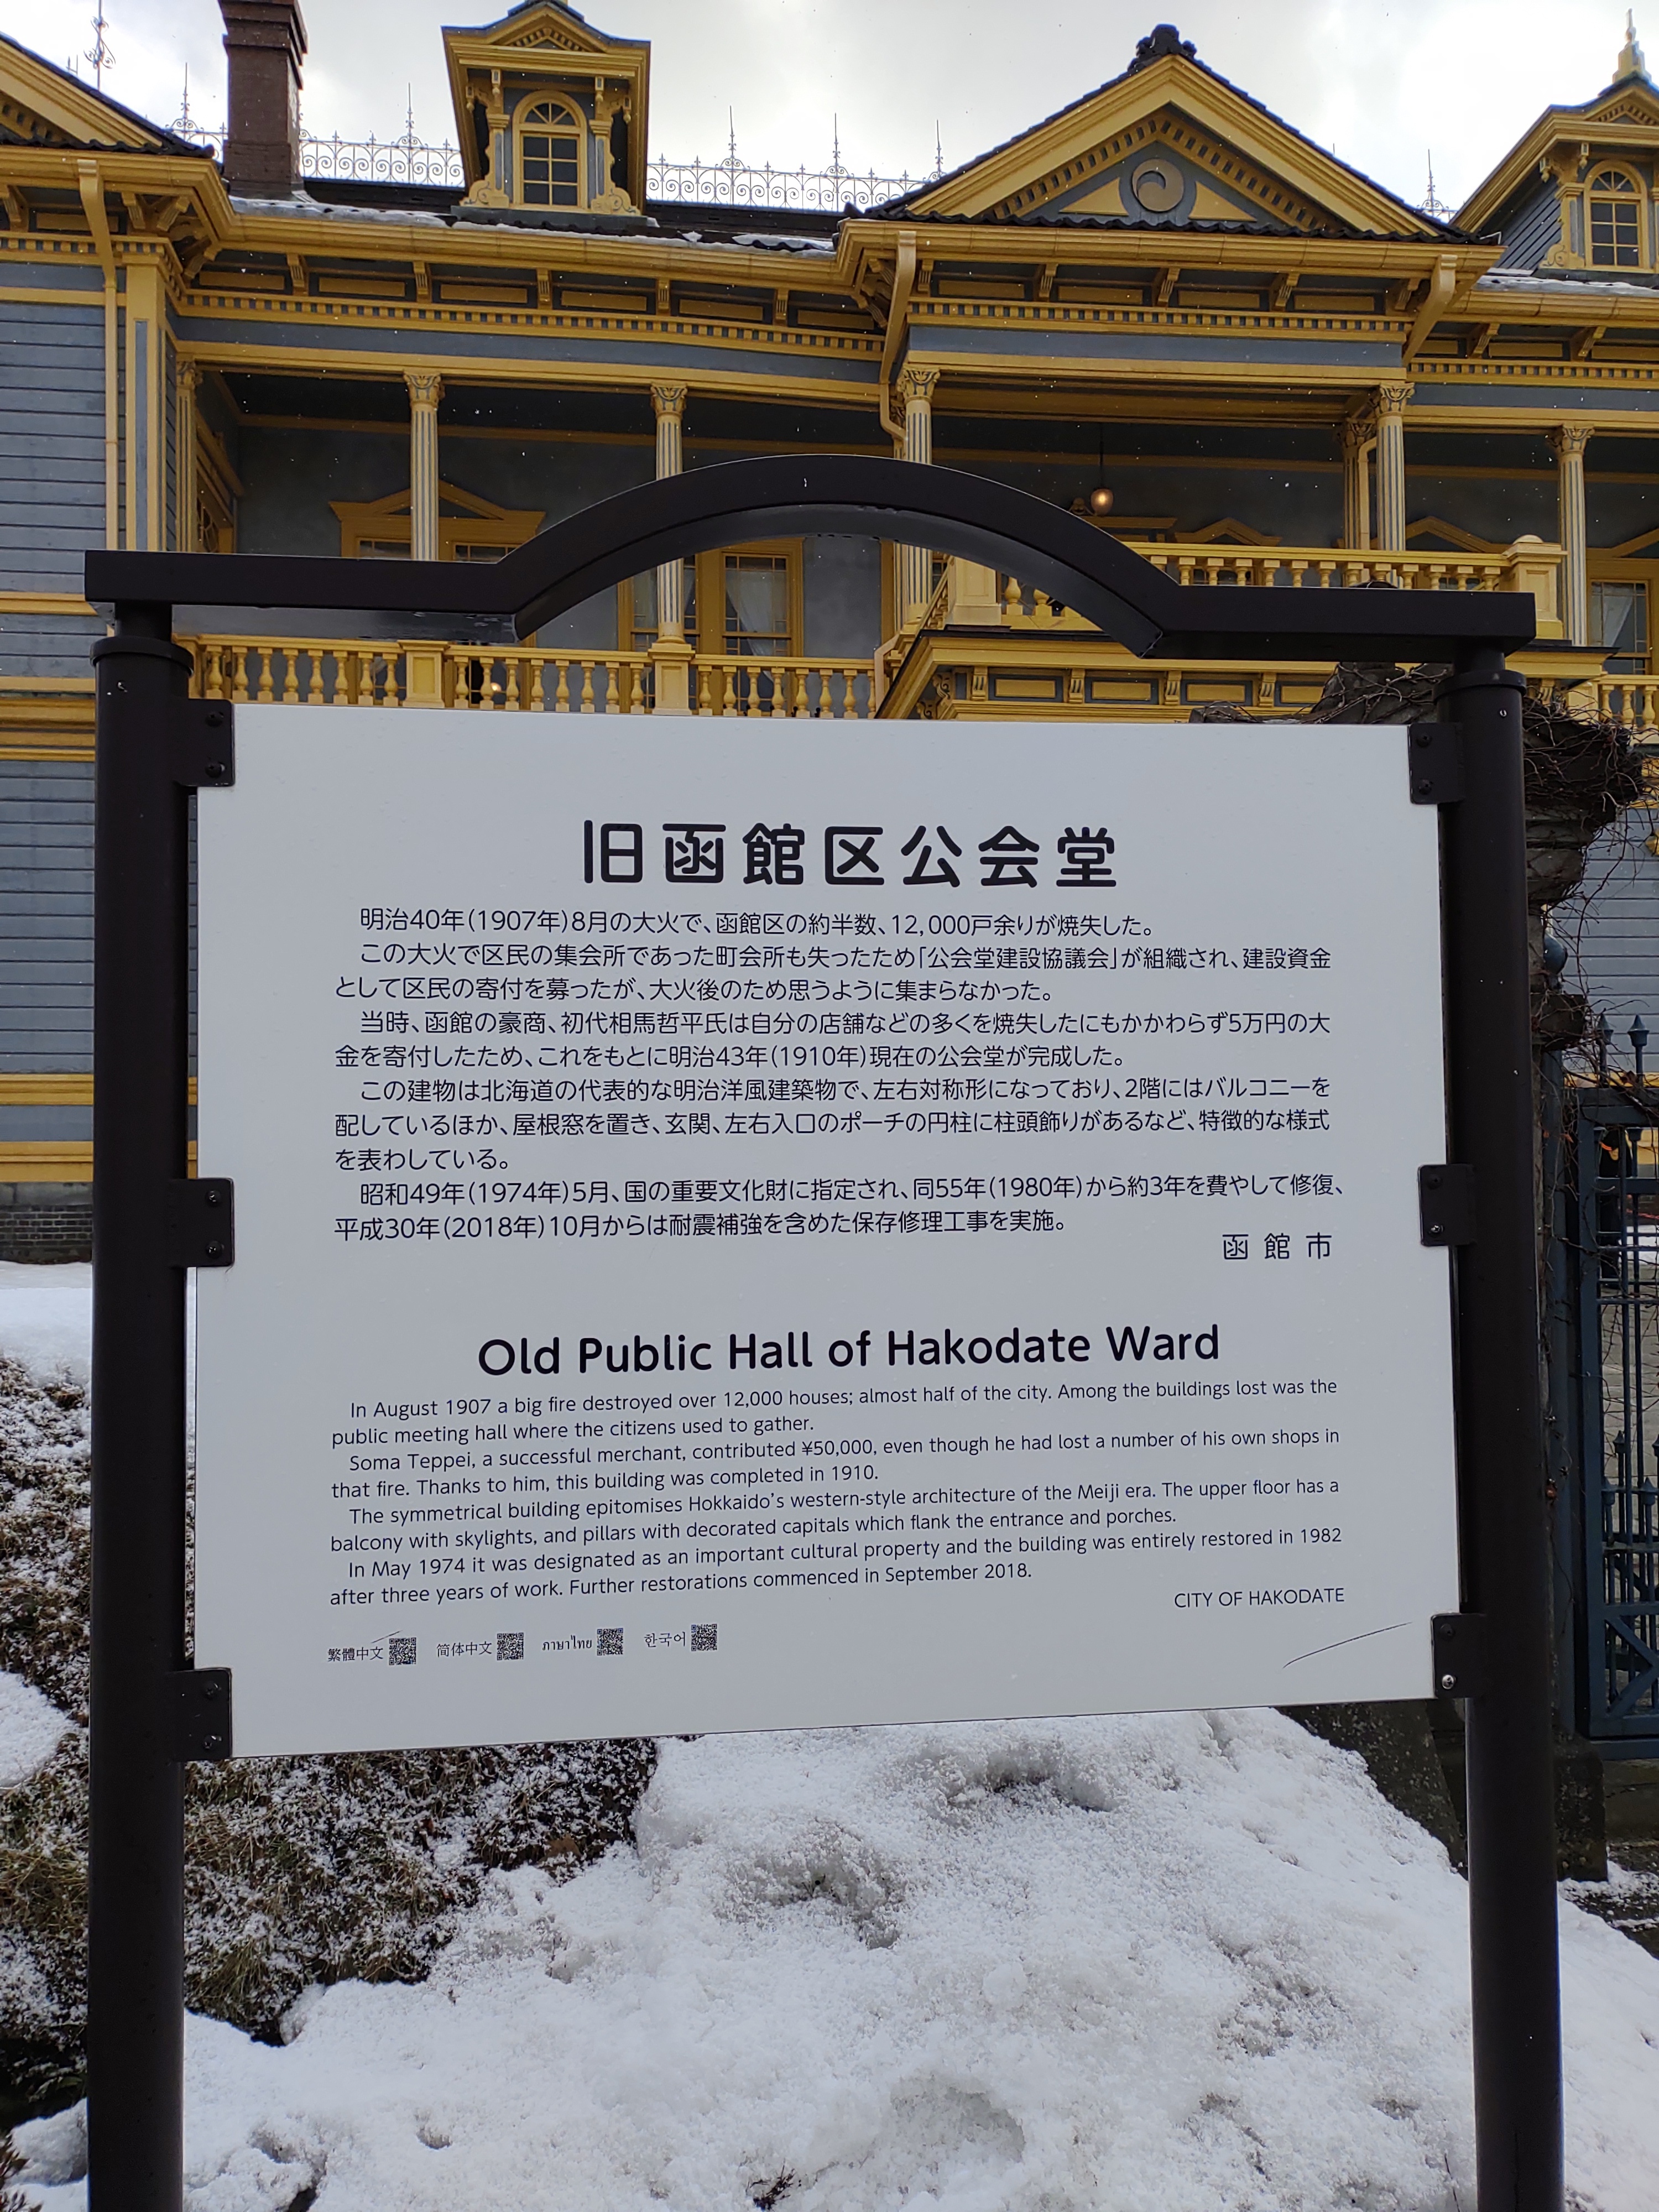 旧函館区公会堂
明治40年(1907年)8月の大火で、函館区の約半数、12,000戸余りが焼失した。
この大火で区民の集会所であった町会所も失ったため「公会堂建設協議会」が組織され、建設資金
として区民の寄付を募ったが、大火後のため思うように集まらなかった。
当時、函館の豪商、初代相馬哲平氏は自分の店舗などの多くを焼失したにもかかわらず5万円の大
金を寄付したため、これをもとに明治43年(1910年)現在の公会堂が完成した。
この建物は北海道の代表的な明治洋風建築物で、左右対称形になっており、2階にはバルコニーを
配しているほか、屋根窓を置き、玄関、左右入口のポーチの円柱に柱頭飾りがあるなど、特徴的な様式
を表わしている。
昭和49年(1974年)5月、国の重要文化財に指定され、同55年(1980年)から約3年を費やして修復、
平成30年(2018年)10月からは耐震補強を含めた保存修理工事を実施。
函館市
Old Public Hall of Hakodate Ward
In August 1907 a big fire destroyed over 12,000 houses; almost half of the city. Among the buildings lost was the
public meeting hall where the citizens used to gather.
Soma Teppei, a successful merchant, contributed ¥50,000, even though he had lost a number of his own shops in
that fire. Thanks to him, this building was completed in 1910.
The symmetrical building epitomises Hokkaido's western-style architecture of the Meiji era. The upper floor has a
balcony with skylights, and pillars with decorated capitals which flank the entrance and porches.
In May 1974 it was designated as an important cultural property and the building was entirely restored in 1982
after three years of work. Further restorations commenced in September 2018.
CITY OF HAKODATE
繁體中文 简体中文 ภาษาไทย 한국어